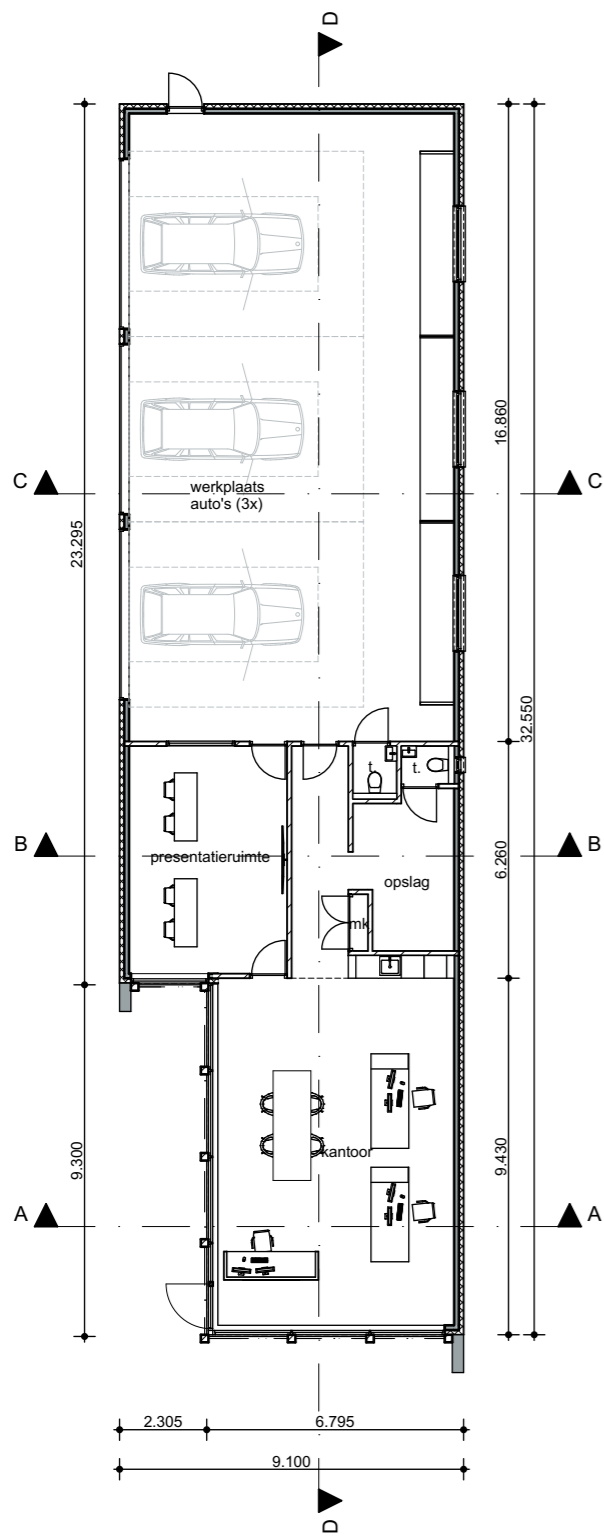 D
C
C
werkplaats
auto's (3x)
16.860
23.295
32.550
t.
t.
B
B
presentatieruimte
opslag
6.260
mk
9.300
kantoor
9.430
A
A
2.305
6.795
9.100
D